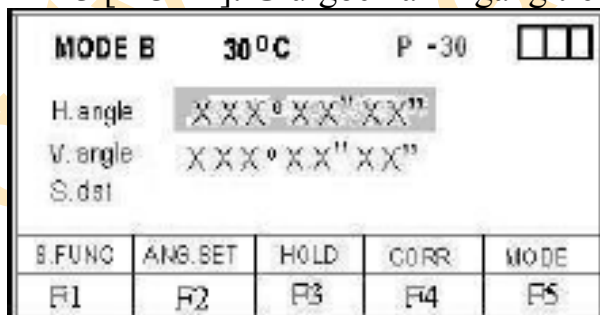 MODE B 30⁰C P -30
H. angle XXX°XX"XX"
V. angle XXX°XX"XX"
S.dst
S.FUNC ANG.SET HOLD CORR MODE
F1 F2 F3 F4 F5